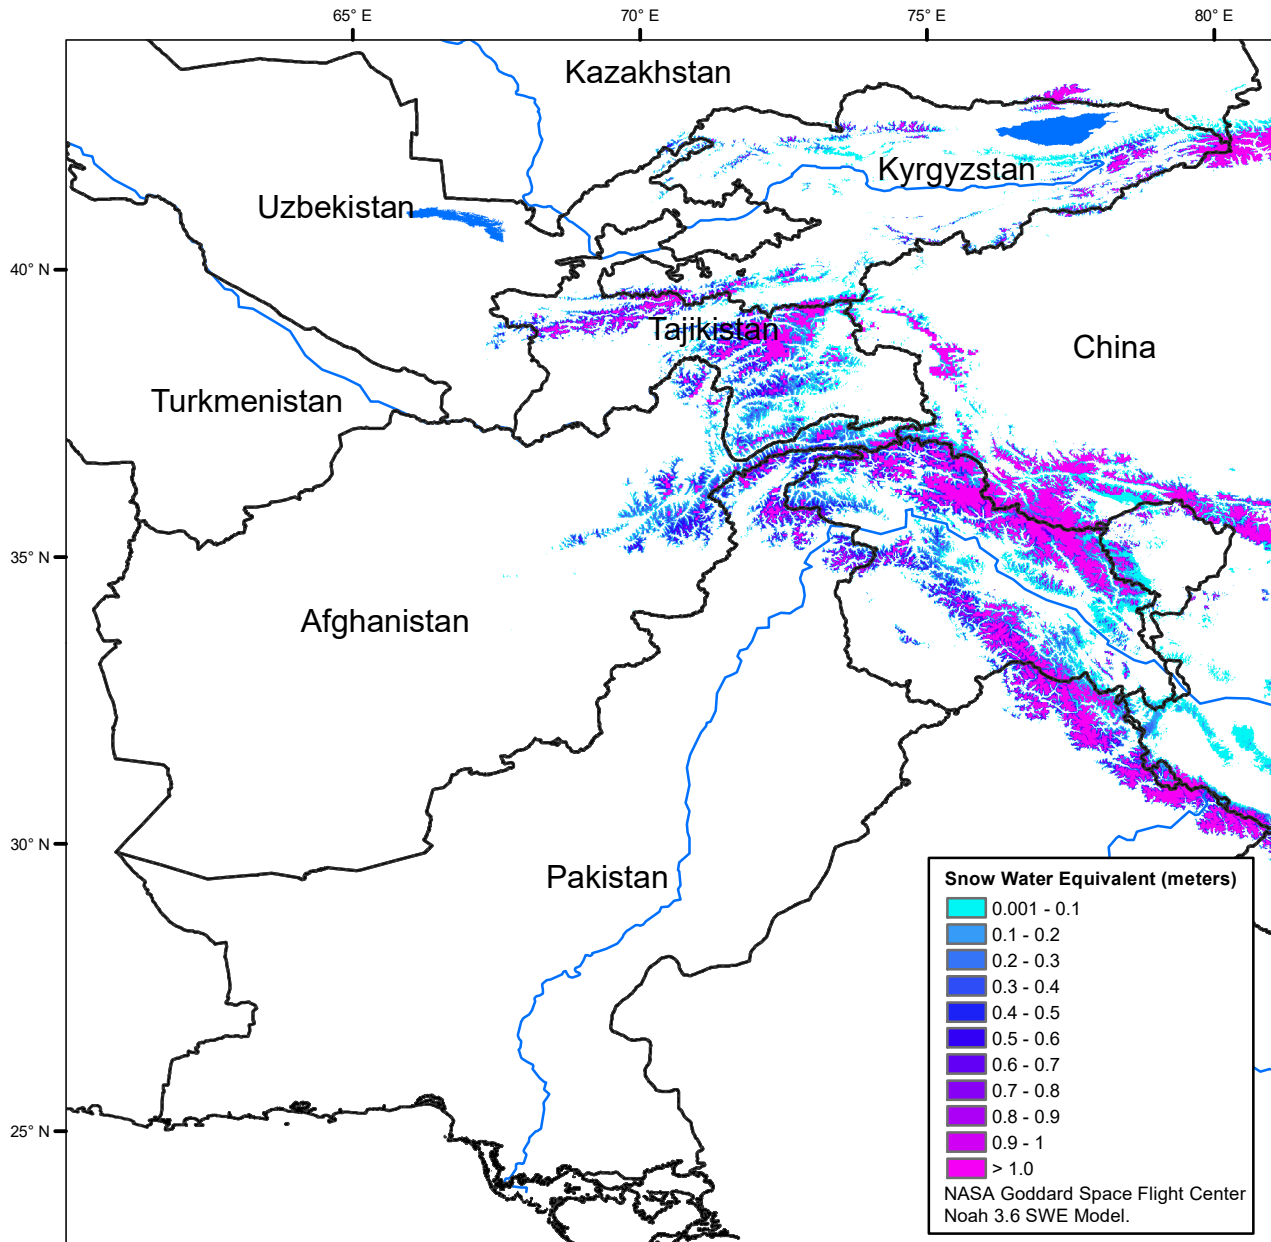 65° E
70° E
75° E
80° E
Kazakhstan
Kyrgyzstan
Uzbekistan
40° N
Tajikistan
China
Turkmenistan
35° N
Afghanistan
30° N
Pakistan
25° N
Snow Water Equivalent (meters)
0.001 - 0.1
0.1 - 0.2
0.2 - 0.3
0.3 - 0.4
0.4 - 0.5
0.5 - 0.6
0.6 - 0.7
0.7 - 0.8
0.8 - 0.9
0.9 - 1
> 1.0
NASA Goddard Space Flight Center
Noah 3.6 SWE Model.